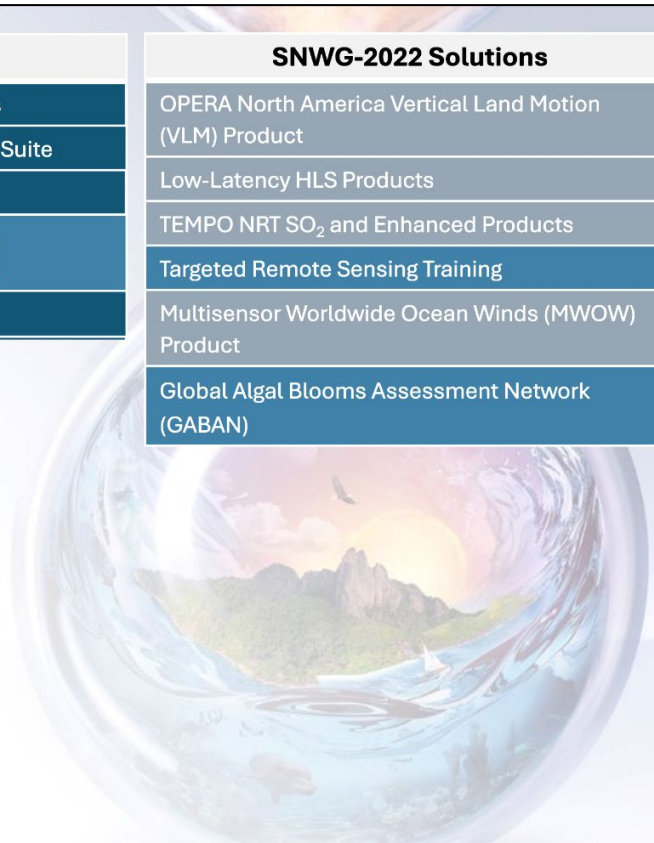 Suite
SNWG-2022 Solutions
OPERA North America Vertical Land Motion
(VLM) Product
Low-Latency HLS Products
TEMPO NRT SO₂ and Enhanced Products
Targeted Remote Sensing Training
Multisensor Worldwide Ocean Winds (MWOW)
Product
Global Algal Blooms Assessment Network
(GABAN)